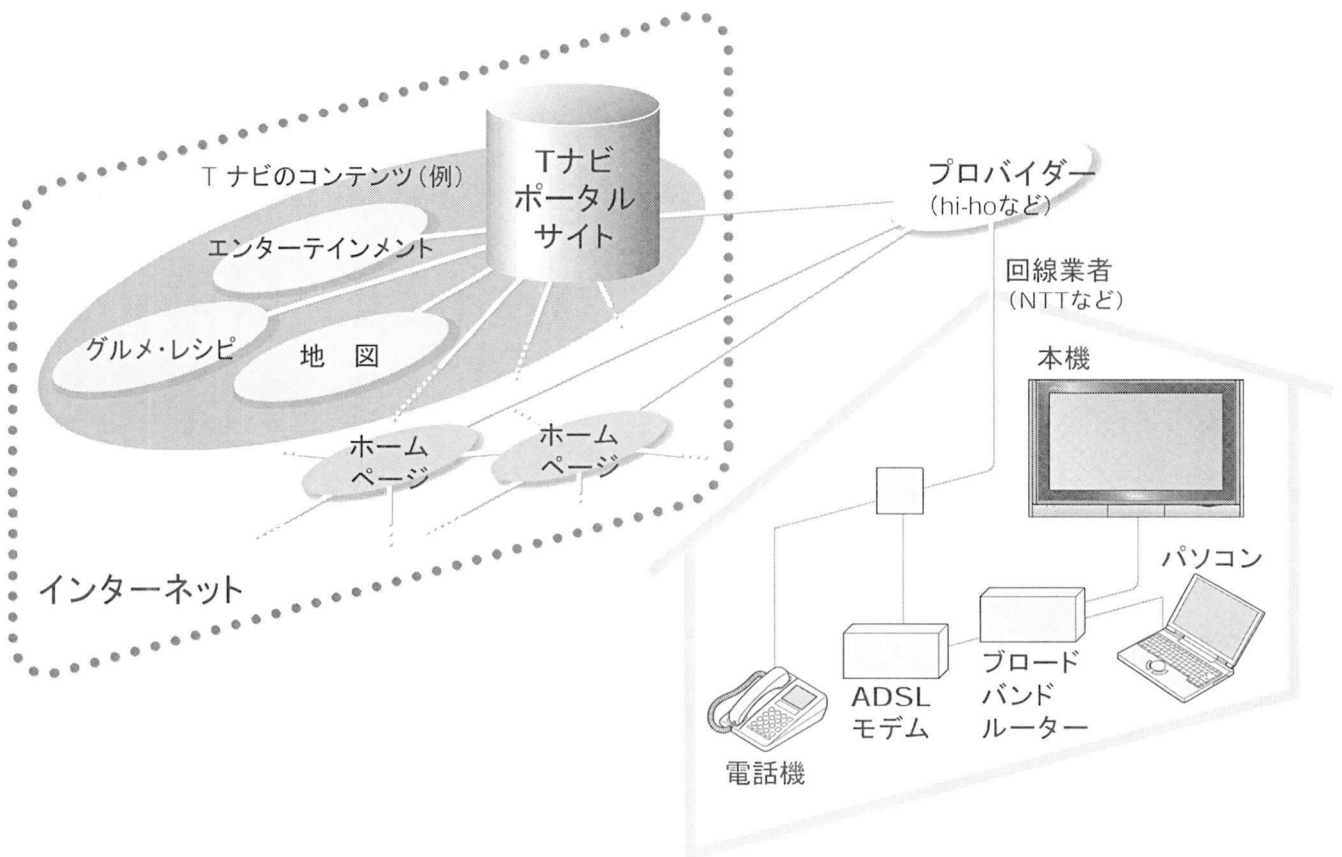 Tナビのコンテンツ(例)
Tナビ
ポータル
サイト
エンターテインメント
グルメ・レシピ
地 図
ホーム
ページ
ホーム
ページ
インターネット
プロバイダー
(hi-hoなど)
回線業者
(NTTなど)
本機
パソコン
ブロード
バンド
ルーター
ADSL
モデム
電話機